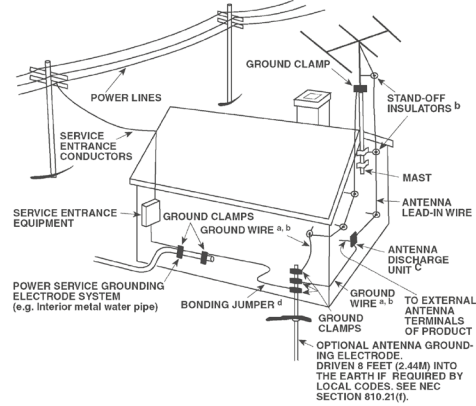 GROUND CLAMP
POWER LINES
STAND-OFF
INSULATORS b
SERVICE
ENTRANCE
CONDUCTORS
MAST
ANTENNA
LEAD-IN WIRE
SERVICE ENTRANCE
EQUIPMENT
GROUND CLAMPS
GROUND WIRE a, b
ANTENNA
DISCHARGE
UNIT C
POWER SERVICE GROUNDING
ELECTRODE SYSTEM
(e.g. Interior metal water pipe)
BONDING JUMPER d
GROUND
WIRE a, b
TO EXTERNAL
ANTENNA
TERMINALS
OF PRODUCT
GROUND
CLAMPS
OPTIONAL ANTENNA GROUND-
ING ELECTRODE.
DRIVEN 8 FEET (2.44M) INTO
THE EARTH IF REQUIRED BY
LOCAL CODES. SEE NEC
SECTION 810.21(f).